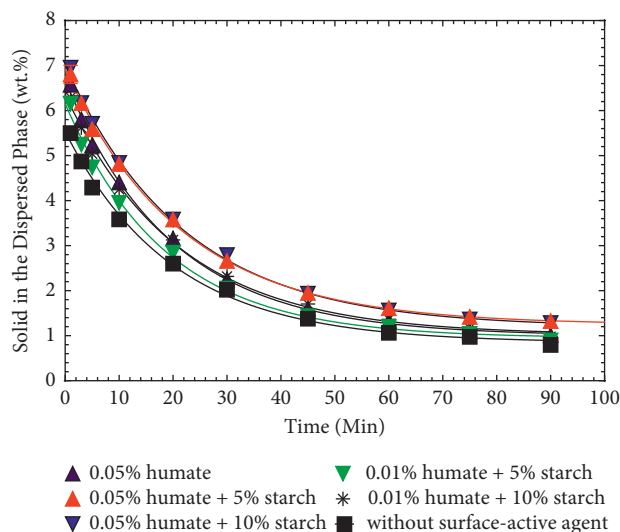 8
7
6
5
4
3
2
1
0
Solid in the Dispersed Phase (wt.%)
0 10 20 30 40 50 60 70 80 90 100
Time (Min)
0.05% humate
0.01% humate + 5% starch
0.05% humate + 5% starch
0.01% humate + 10% starch
0.05% humate + 10% starch
without surface-active agent